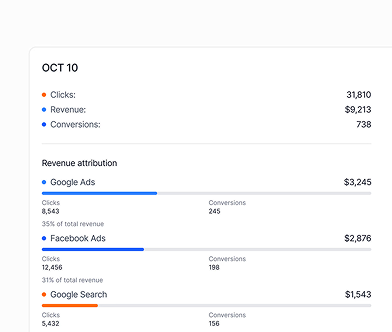 OCT 10
Clicks: 31,810
Revenue: $9,213
Conversions: 738
Revenue attribution
Google Ads $3,245
Clicks Conversions
8,543 245
35% of total revenue
Facebook Ads $2,876
Clicks Conversions
12,456 198
31% of total revenue
Google Search $1,543
Clicks Conversions
5,432 156